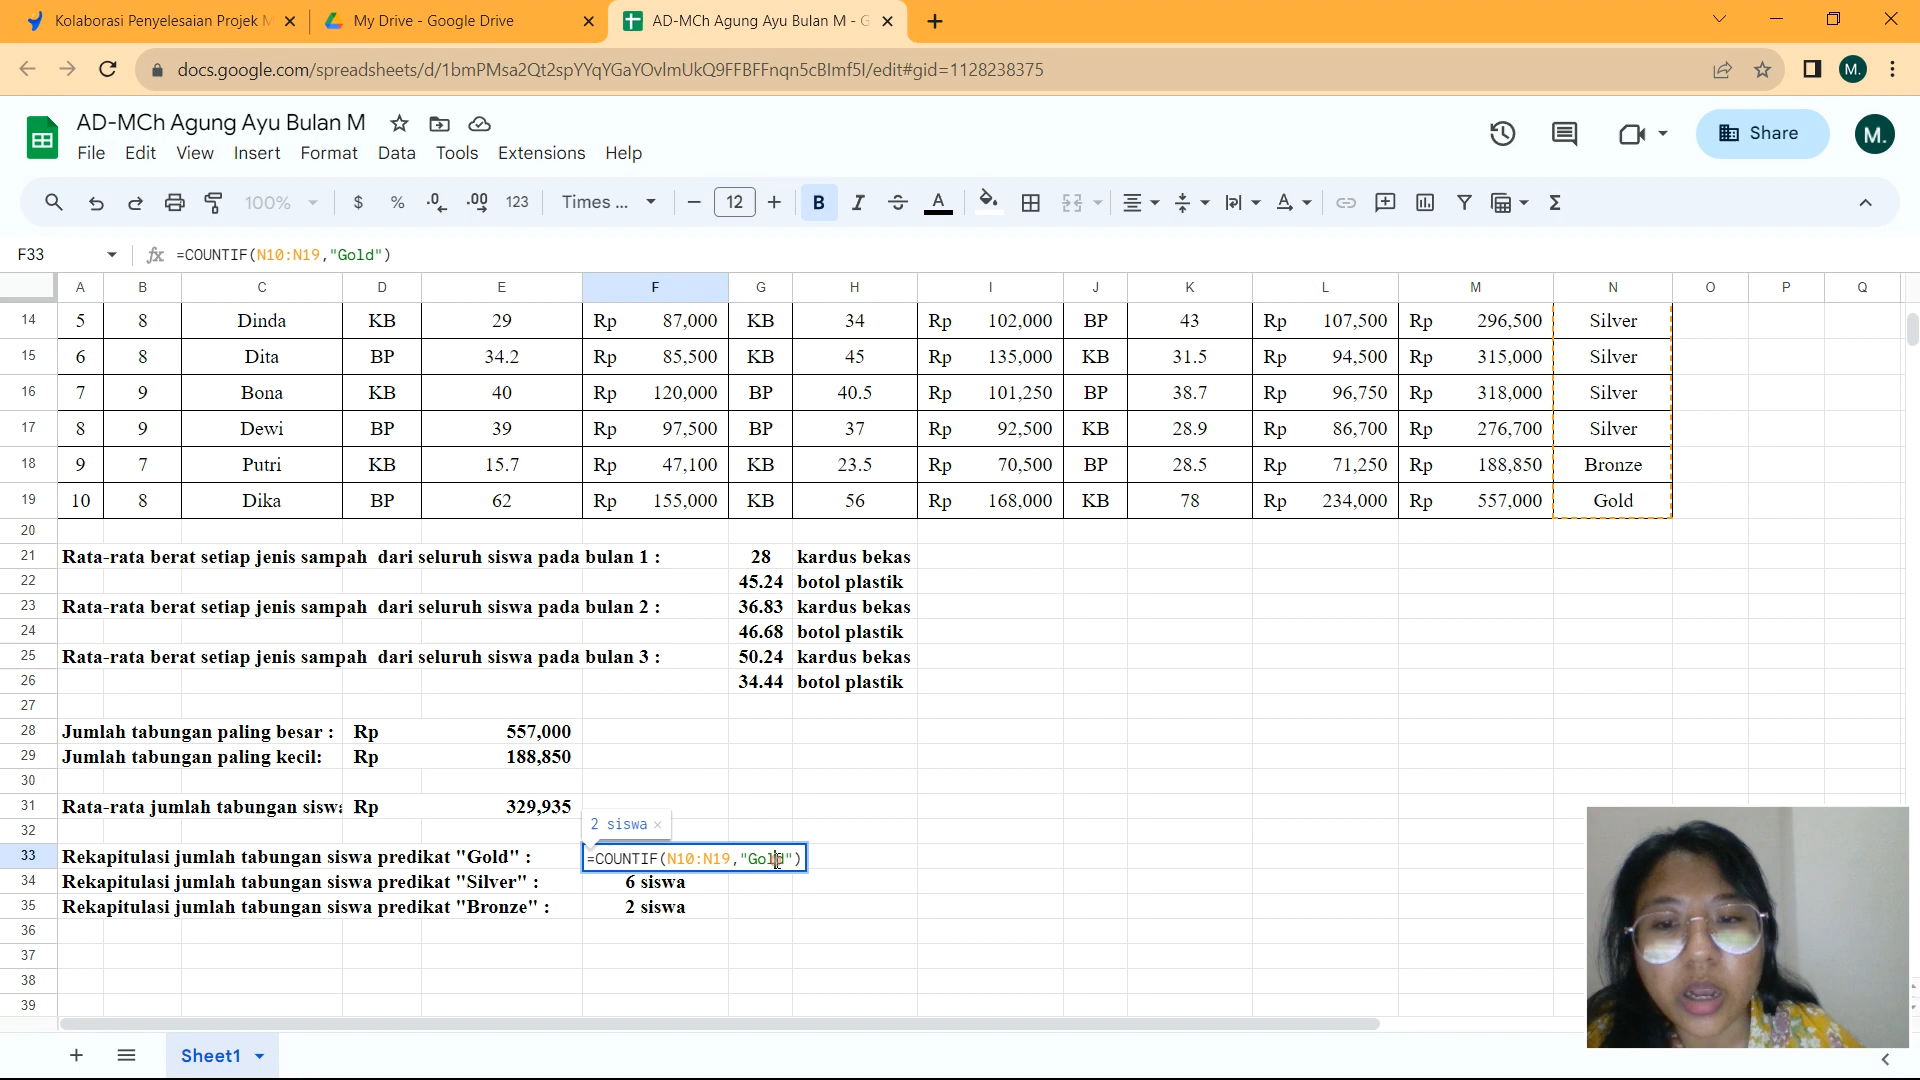 Kolaborasi Penyelesaian Projek M
My Drive - Google Drive
AD-MCh Agung Ayu Bulan M - G
docs.google.com/spreadsheets/d/1bmPMsa2Qt2spYYqYGaYOvlmUkQ9FFBFFnqn5cBImf5I/edit#gid=1128238375
M.
AD-MCh Agung Ayu Bulan M
File Edit View Insert Format Data Tools Extensions Help
Share
M.
100% $ % .0 .00 123 Times ... 12 B I A
F33 fx =COUNTIF(N10:N19,"Gold")
A B C D E F G H I J K L M N O P Q
14 5 8 Dinda KB 29 Rp 87,000 KB 34 Rp 102,000 BP 43 Rp 107,500 Rp 296,500 Silver
15 6 8 Dita BP 34.2 Rp 85,500 KB 45 Rp 135,000 KB 31.5 Rp 94,500 Rp 315,000 Silver
16 7 9 Bona KB 40 Rp 120,000 BP 40.5 Rp 101,250 BP 38.7 Rp 96,750 Rp 318,000 Silver
17 8 9 Dewi BP 39 Rp 97,500 BP 37 Rp 92,500 KB 28.9 Rp 86,700 Rp 276,700 Silver
18 9 7 Putri KB 15.7 Rp 47,100 KB 23.5 Rp 70,500 BP 28.5 Rp 71,250 Rp 188,850 Bronze
19 10 8 Dika BP 62 Rp 155,000 KB 56 Rp 168,000 KB 78 Rp 234,000 Rp 557,000 Gold
20
21 Rata-rata berat setiap jenis sampah dari seluruh siswa pada bulan 1 : 28 kardus bekas
22 45.24 botol plastik
23 Rata-rata berat setiap jenis sampah dari seluruh siswa pada bulan 2 : 36.83 kardus bekas
24 46.68 botol plastik
25 Rata-rata berat setiap jenis sampah dari seluruh siswa pada bulan 3 : 50.24 kardus bekas
26 34.44 botol plastik
27
28 Jumlah tabungan paling besar : Rp 557,000
29 Jumlah tabungan paling kecil: Rp 188,850
30
31 Rata-rata jumlah tabungan siswa Rp 329,935
2 siswa ×
32
33 Rekapitulasi jumlah tabungan siswa predikat "Gold" : =COUNTIF(N10:N19,"Gold")
34 Rekapitulasi jumlah tabungan siswa predikat "Silver" : 6 siswa
35 Rekapitulasi jumlah tabungan siswa predikat "Bronze" : 2 siswa
36
37
38
39
Sheet1